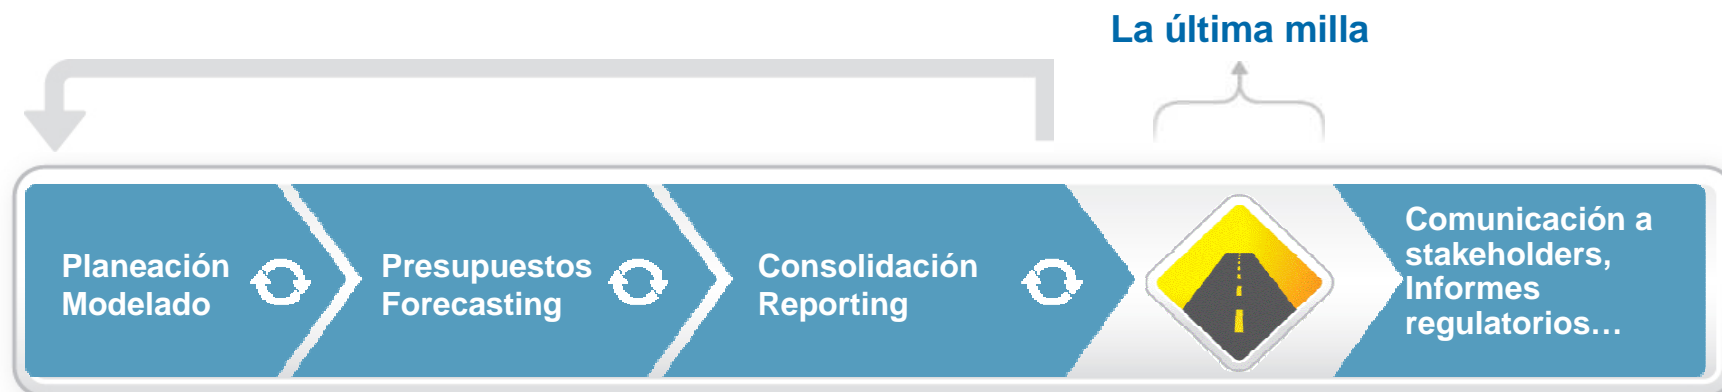 La última milla
Planeación
Modelado
Presupuestos
Forecasting
Consolidación
Reporting
Comunicación a
stakeholders,
Informes
regulatorios…